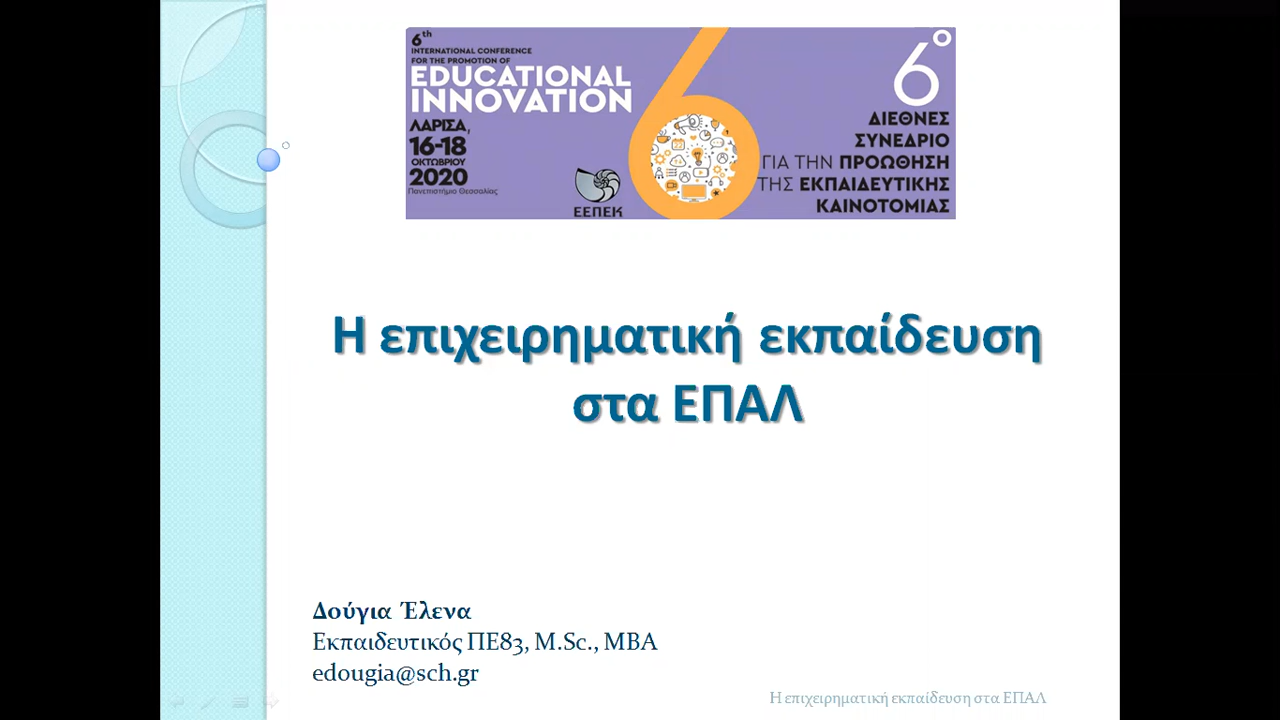 6th
INTERNATIONAL CONFERENCE
FOR THE PROMOTION OF
EDUCATIONAL
INNOVATION
ΛΑΡΙΣΑ,
16-18
ΟΚΤΩΒΡΙΟΥ
2020
Πανεπιστήμιο Θεσσαλίας
ΕΕΠΕΚ
6
6ο
ΔΙΕΘΝΕΣ
ΣΥΝΕΔΡΙΟ
ΓΙΑ ΤΗΝ ΠΡΟΩΘΗΣΗ
ΤΗΣ ΕΚΠΑΙΔΕΥΤΙΚΗΣ
ΚΑΙΝΟΤΟΜΙΑΣ
Η επιχειρηματική εκπαίδευση
στα ΕΠΑΛ
Δούγια Έλενα
Εκπαιδευτικός ΠΕ83, M.Sc., MBA
edougia@sch.gr
Η επιχειρηματική εκπαίδευση στα ΕΠΑΛ